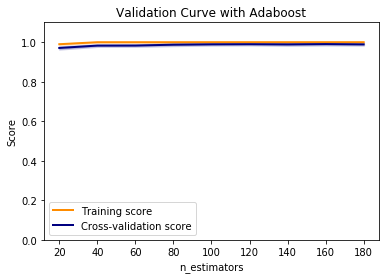 Validation Curve with Adaboost
1.0
0.8
0.6
0.4
0.2
0.0
Score
Training score
Cross-validation score
20 40 60 80 100 120 140 160 180
n_estimators